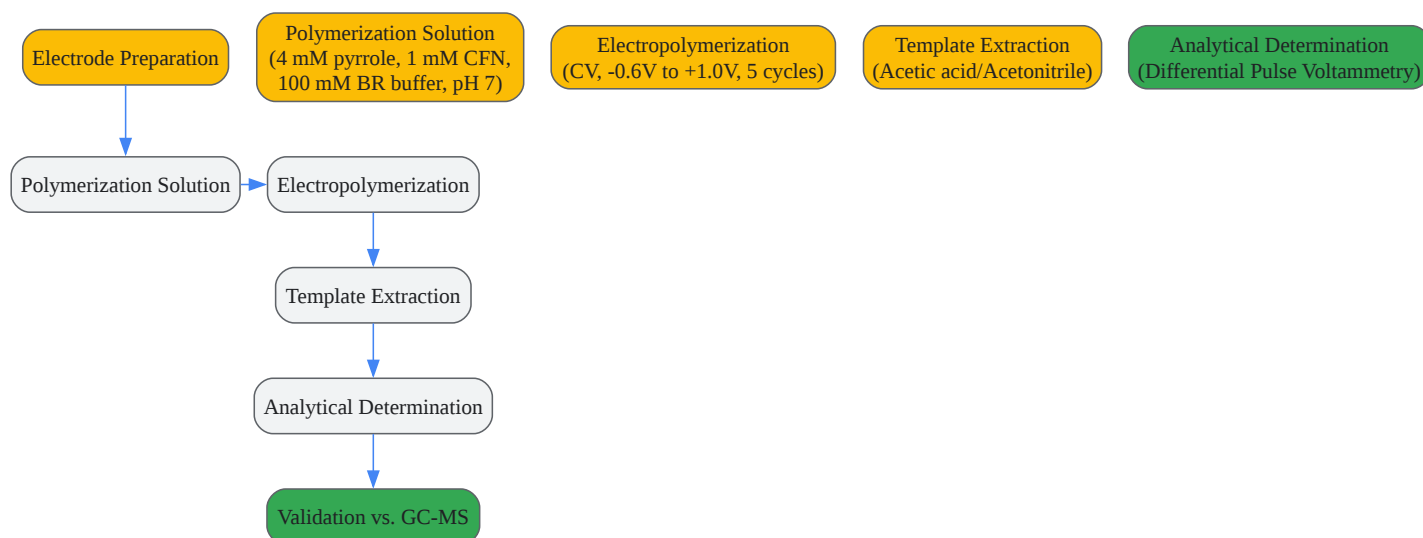 Electrode Preparation
Polymerization Solution
(4 mM pyrrole, 1 mM CFN,
100 mM BR buffer, pH 7)
Electropolymerization
(CV, -0.6V to +1.0V, 5 cycles)
Template Extraction
(Acetic acid/Acetonitrile)
Analytical Determination
(Differential Pulse Voltammetry)
Polymerization Solution
Electropolymerization
Template Extraction
Analytical Determination
Validation vs. GC-MS